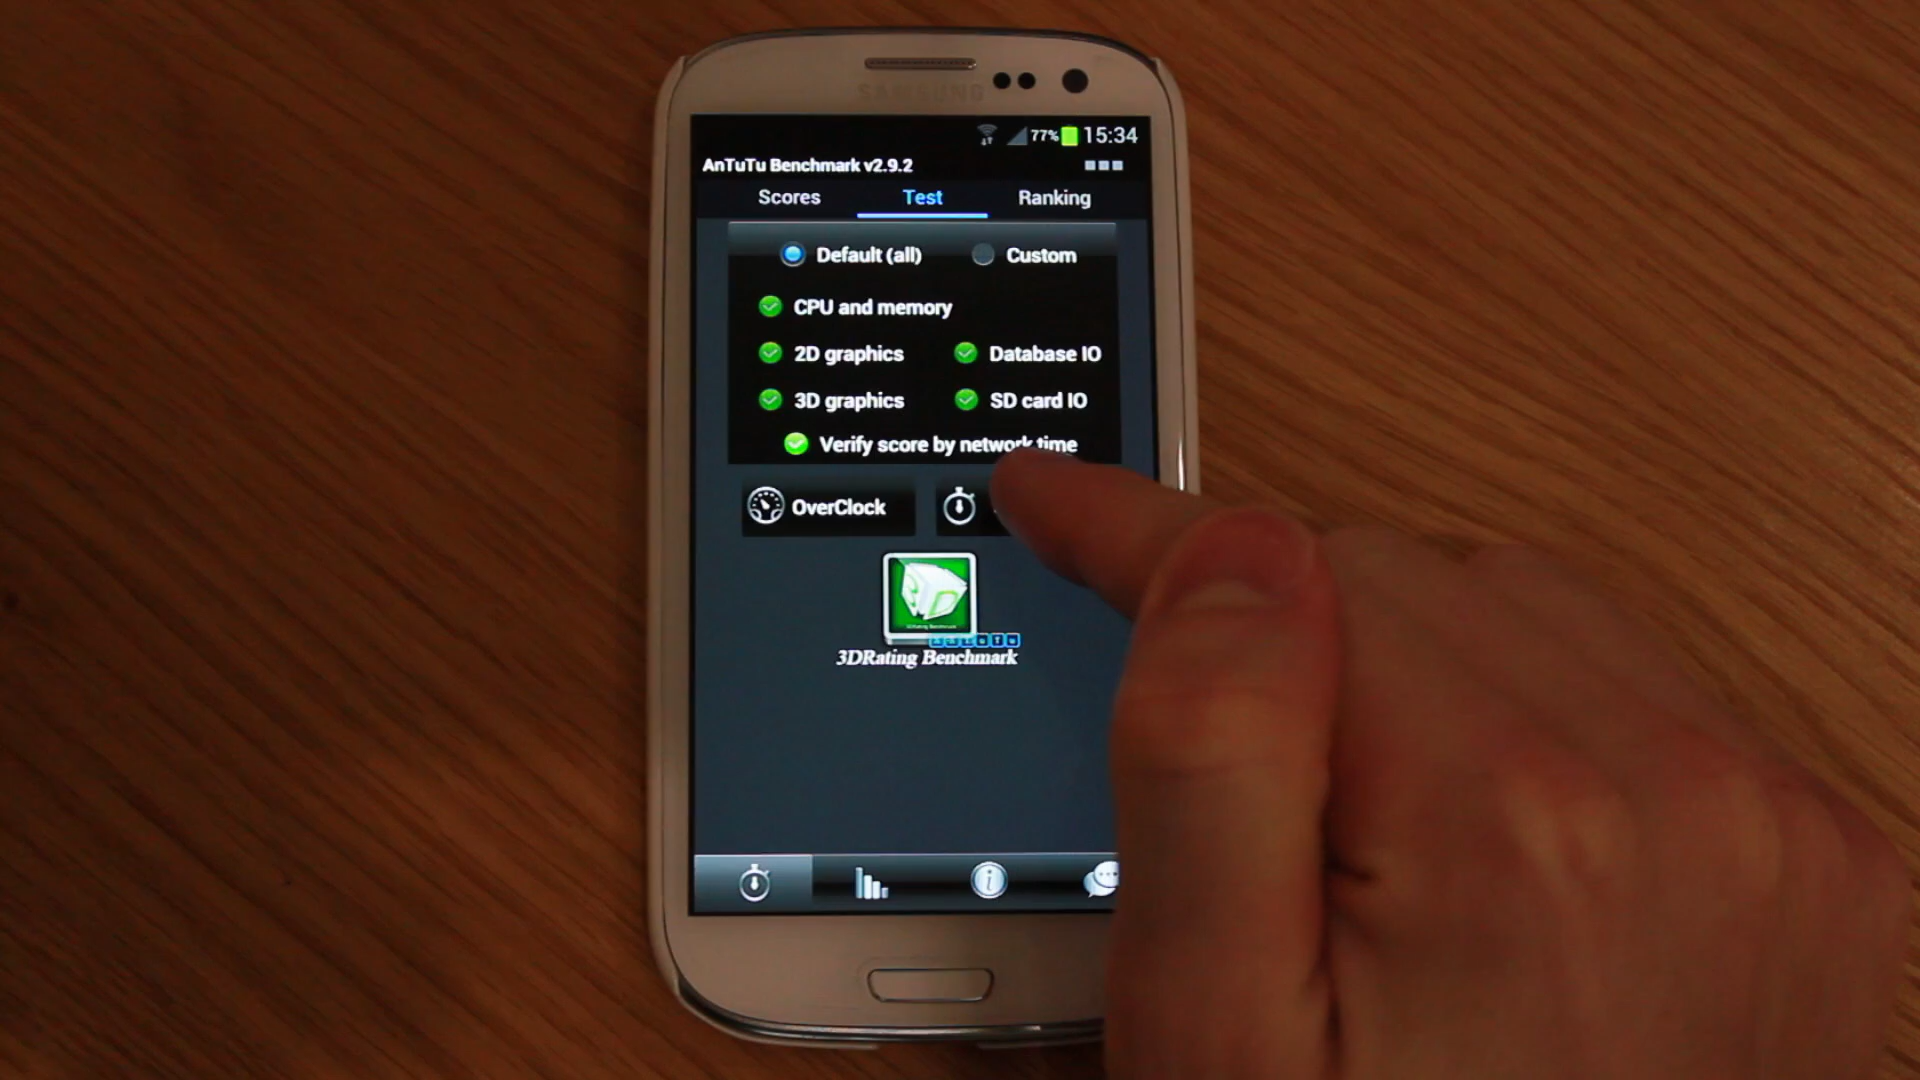 SAMSUNG
77% 15:34
AnTuTu Benchmark v2.9.2
Scores Test Ranking
Default (all) Custom
CPU and memory
2D graphics Database IO
3D graphics SD card IO
Verify score by network time
OverClock
3DRating Benchmark